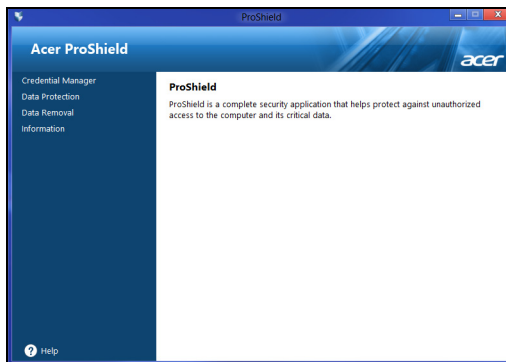 ProShield
Acer ProShield
acer
Credential Manager
Data Protection
Data Removal
Information
ProShield
ProShield is a complete security application that helps protect against unauthorized
access to the computer and its critical data.
? Help